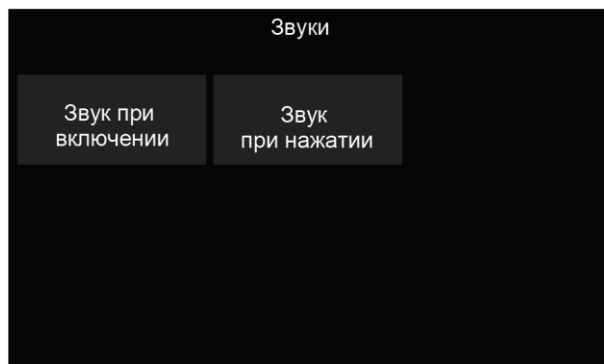 Звуки
Звук при
включении
Звук
при нажатии